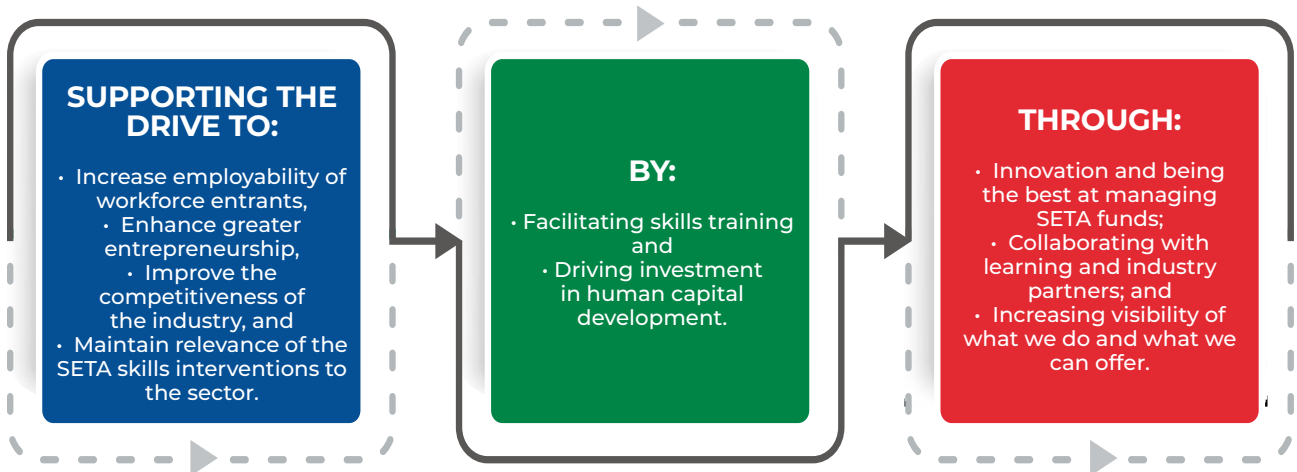 SUPPORTING THE
DRIVE TO:
• Increase employability of
workforce entrants,
• Enhance greater
entrepreneurship,
• Improve the
competitiveness of
the industry, and
• Maintain relevance of the
SETA skills interventions to
the sector.
BY:
• Facilitating skills training
and
• Driving investment
in human capital
development.
THROUGH:
• Innovation and being
the best at managing
SETA funds;
• Collaborating with
learning and industry
partners; and
• Increasing visibility of
what we do and what we
can offer.